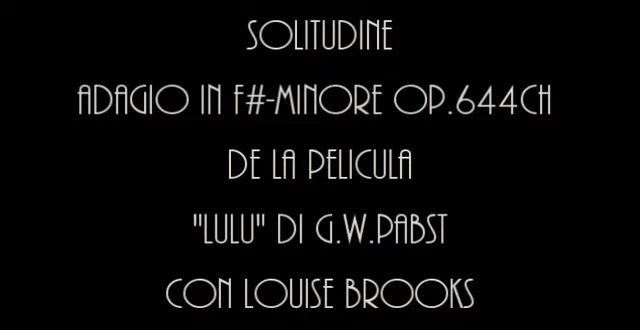 SOLITUDINE
ADAGIO IN F#-MINORE OP.644CH
DE LA PELICULA
"LULU" DI G.W.PABST
CON LOUISE BROOKS